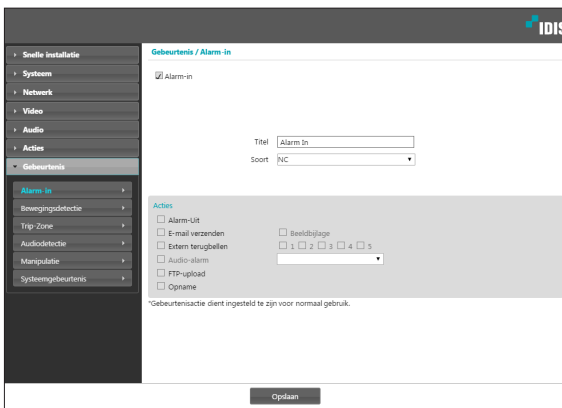 IDIS
Snelle installatie
Systeem
Netwerk
Video
Audio
Acties
Gebeurtenis
Alarm-in
Bewegingsdetectie
Trip-Zone
Audiodetectie
Manipulatie
Systeemgebeurtenis
Gebeurtenis / Alarm-in
Alarm-in
Titel Alarm In
Soort NC
Acties
Alarm-Uit
E-mail verzenden Beeldbijlage
Extern terugbellen 1 2 3 4 5
Audio-alarm
FTP-upload
Opname
*Gebeurtenisactie dient ingesteld te zijn voor normaal gebruik.
Opslaan